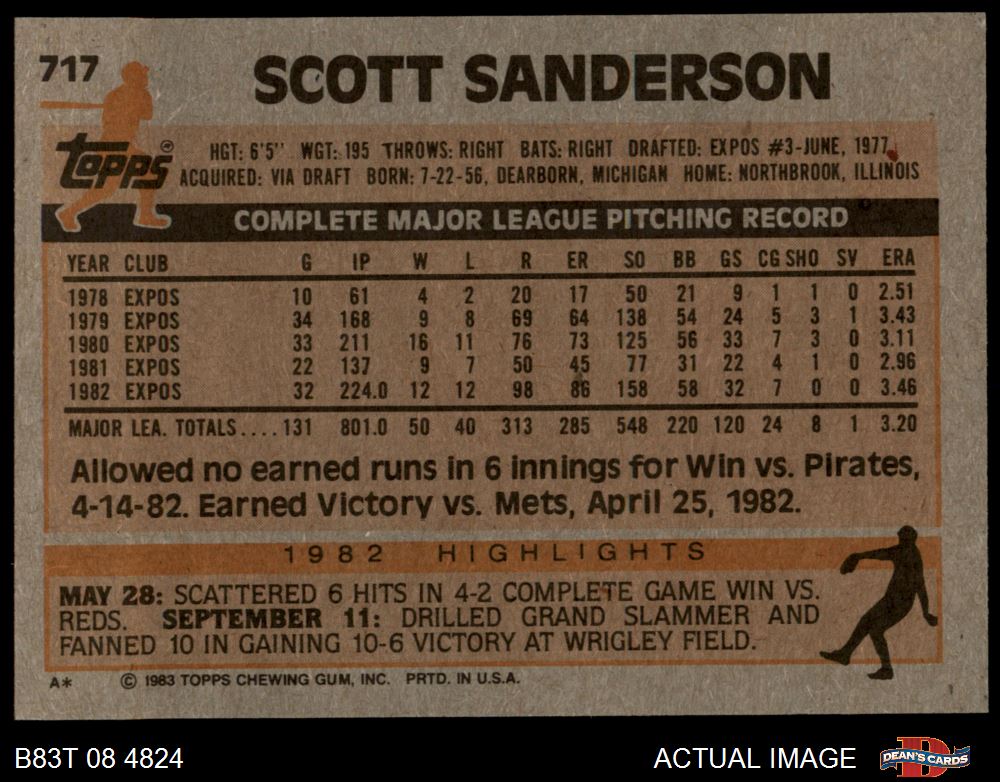 717
SCOTT SANDERSON
topps®
HGT: 6'5" WGT: 195 THROWS: RIGHT BATS: RIGHT DRAFTED: EXPOS #3-JUNE, 1977
ACQUIRED: VIA DRAFT BORN: 7-22-56, DEARBORN, MICHIGAN HOME: NORTHBROOK, ILLINOIS
COMPLETE MAJOR LEAGUE PITCHING RECORD
YEAR CLUB G IP W L R ER SO BB GS CG SHO SV ERA
1978 EXPOS 10 61 4 2 20 17 50 21 9 1 1 0 2.51
1979 EXPOS 34 168 9 8 69 64 138 54 24 5 3 1 3.43
1980 EXPOS 33 211 16 11 76 73 125 56 33 7 3 0 3.11
1981 EXPOS 22 137 9 7 50 45 77 31 22 4 1 0 2.96
1982 EXPOS 32 224.0 12 12 98 86 158 58 32 7 0 0 3.46
MAJOR LEA. TOTALS....131 801.0 50 40 313 285 548 220 120 24 8 1 3.20
Allowed no earned runs in 6 innings for Win vs. Pirates,
4-14-82. Earned Victory vs. Mets, April 25, 1982.
1982 HIGHLIGHTS
MAY 28: SCATTERED 6 HITS IN 4-2 COMPLETE GAME WIN VS.
REDS. SEPTEMBER 11: DRILLED GRAND SLAMMER AND
FANNED 10 IN GAINING 10-6 VICTORY AT WRIGLEY FIELD.
A* © 1983 TOPPS CHEWING GUM, INC. PRTD. IN U.S.A.
B83T 08 4824
ACTUAL IMAGE
DEAN'S CARDS